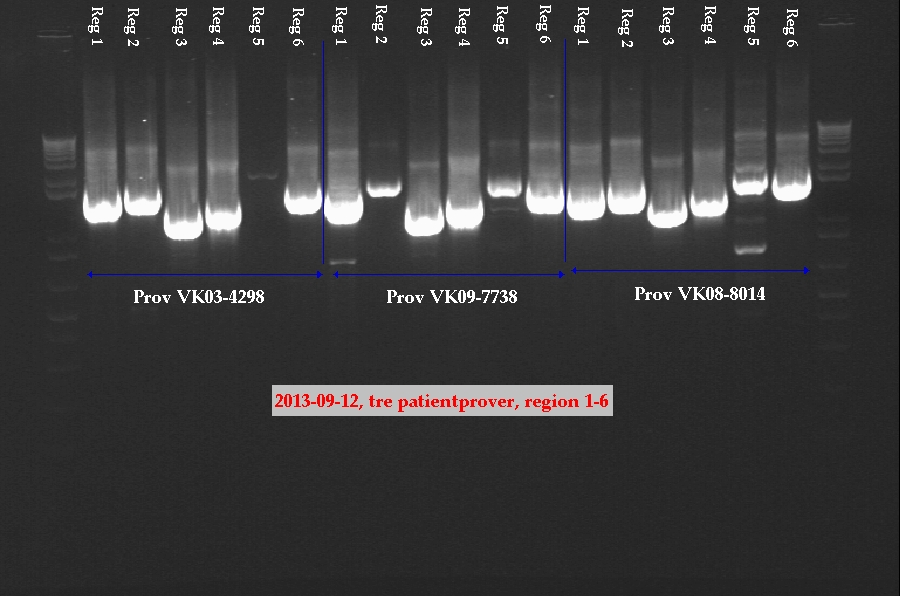 Reg 1 Reg 2 Reg 3 Reg 4 Reg 5 Reg 6 Reg 1 Reg 2 Reg 3 Reg 4 Reg 5 Reg 6 Reg 1 Reg 2 Reg 3 Reg 4 Reg 5 Reg 6
Prov VK03-4298 Prov VK09-7738 Prov VK08-8014
2013-09-12, tre patientprover, region 1-6